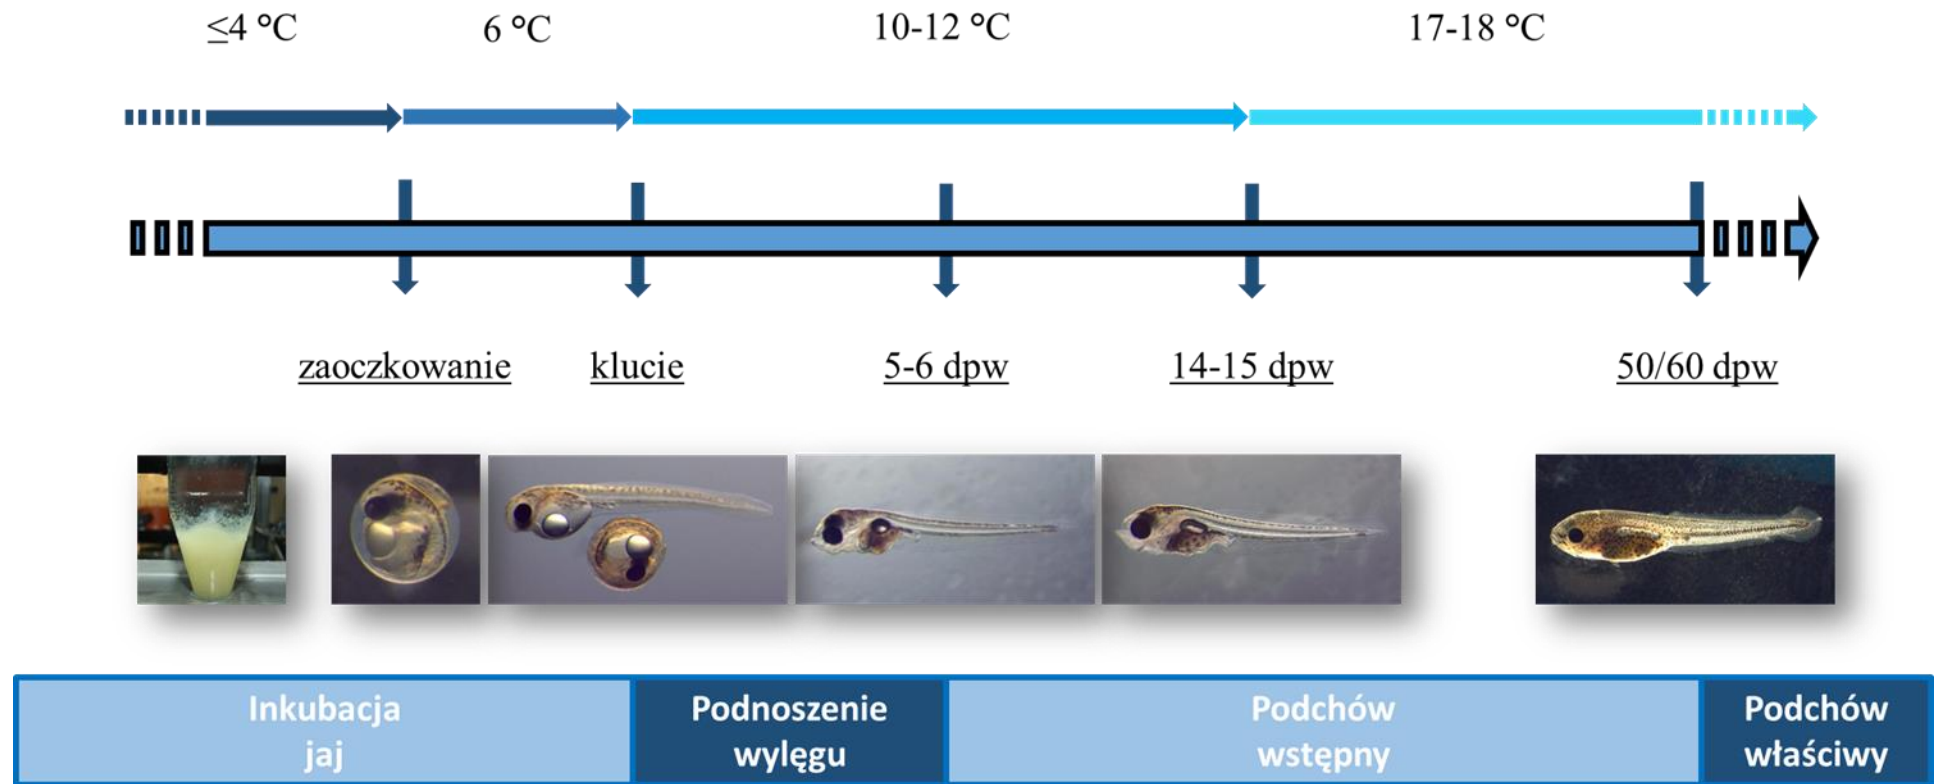 ≤4 °C
6 °C
10-12 °C
17-18 °C
zaoczkowanie
klucie
5-6 dpw
14-15 dpw
50/60 dpw
Inkubacja
jaj
Podnoszenie
wylęgu
Podchów
wstępny
Podchów
właściwy